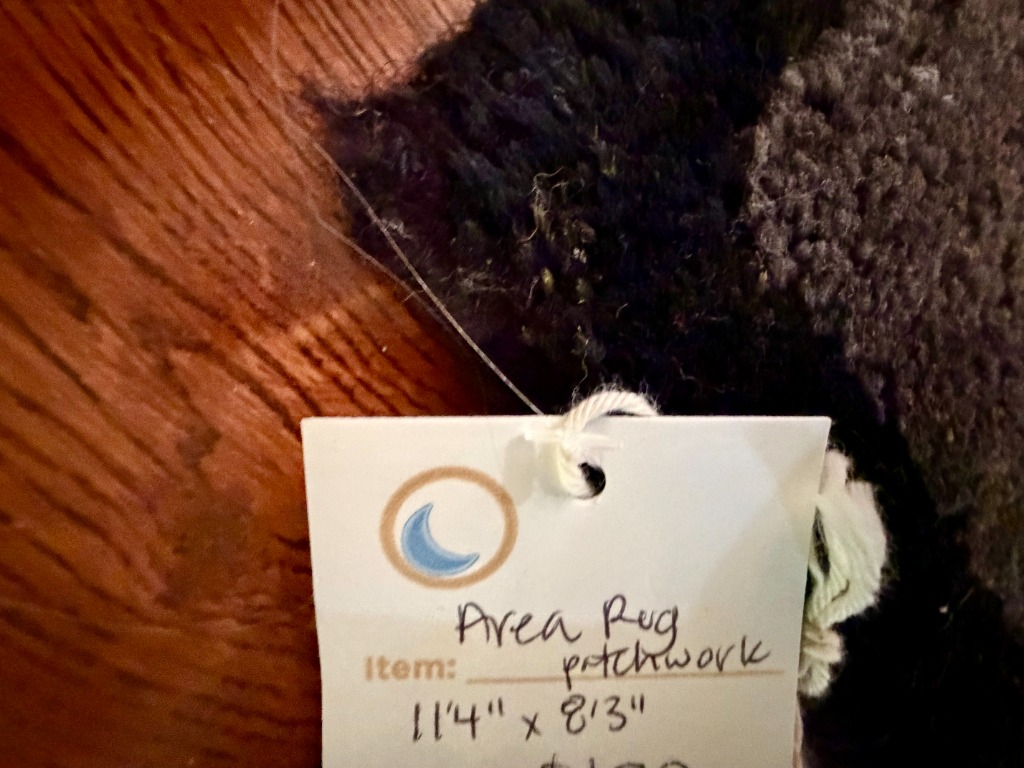 Area Rug
Item: patchwork
11'4" x 8'3"